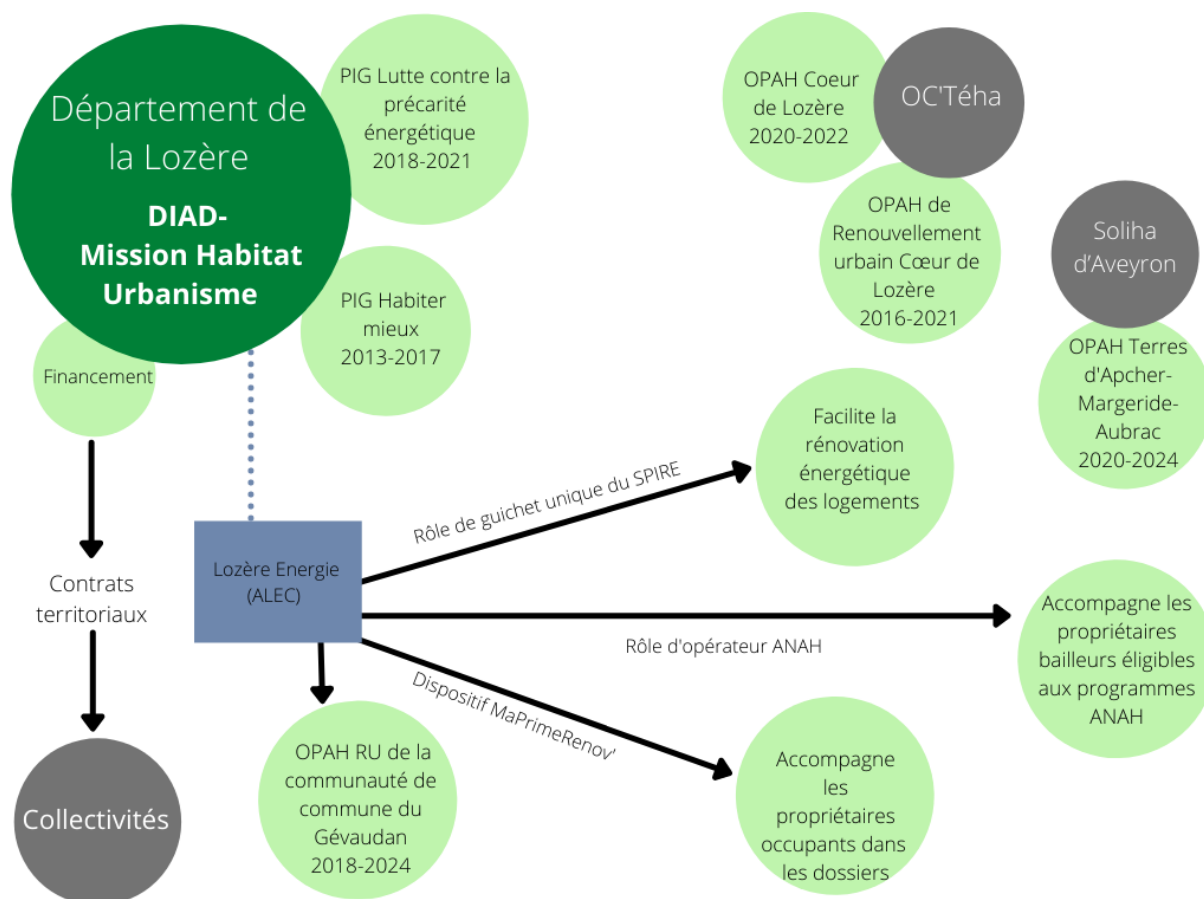 Département de
la Lozère
DIAD-
Mission Habitat
Urbanisme
PIG Lutte contre la
précarité
énergétique
2018-2021
PIG Habiter
mieux
2013-2017
Financement
Contrats
territoriaux
Collectivités
OPAH Coeur
de Lozère
2020-2022
OC'Téha
OPAH de
Renouvellement
urbain Cœur de
Lozère
2016-2021
Soliha
d’Aveyron
OPAH Terres
d'Apcher-
Margeride-
Aubrac
2020-2024
Lozère Energie
(ALEC)
Rôle de guichet unique du SPIRE
Facilite la
rénovation
énergétique
des logements
Rôle d'opérateur ANAH
Accompagne les
propriétaires
bailleurs éligibles
aux programmes
ANAH
Dispositif MaPrimeRenov'
Accompagne
les
propriétaires
occupants dans
les dossiers
OPAH RU de la
communauté de
commune du
Gévaudan
2018-2024